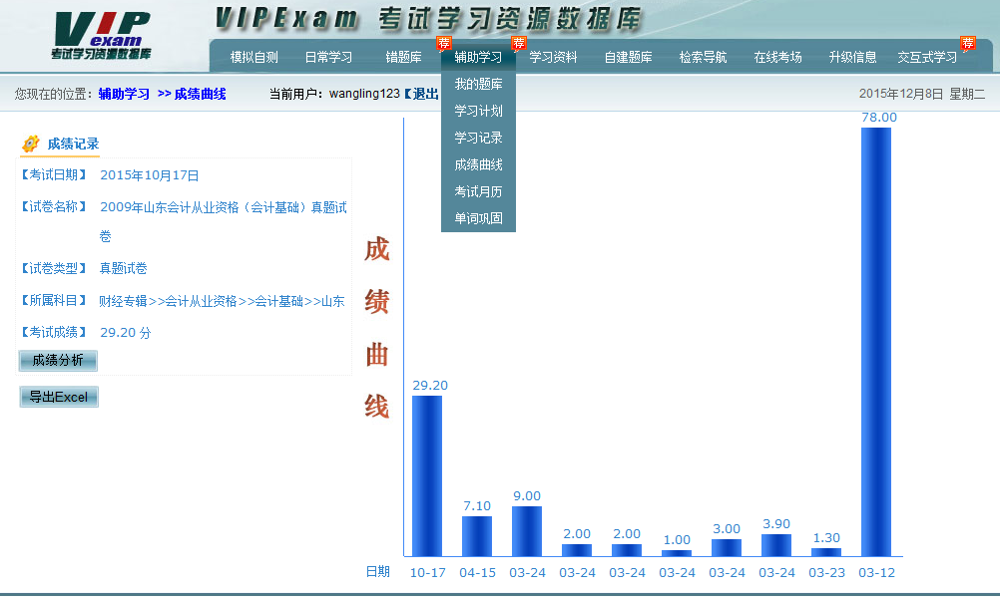 VIP
exam
考试学习资源数据库
VIPExam 考试学习资源数据库
模拟自测 日常学习 错题库 荐 辅助学习 荐 学习资料 自建题库 检索导航 在线考场 升级信息 交互式学习 荐
您现在的位置：辅助学习 >> 成绩曲线 当前用户：wangling123【退出 2015年12月8日 星期二
我的题库
学习计划
学习记录
成绩曲线
考试月历
单词巩固
成绩记录
【考试日期】 2015年10月17日
【试卷名称】 2009年山东会计从业资格（会计基础）真题试
卷
【试卷类型】 真题试卷
【所属科目】 财经专辑>>会计从业资格>>会计基础>>山东
【考试成绩】 29.20 分
成绩分析
导出Excel
成
绩
曲
线
29.20 7.10 9.00 2.00 2.00 1.00 3.00 3.90 1.30 78.00
日期 10-17 04-15 03-24 03-24 03-24 03-24 03-24 03-24 03-23 03-12